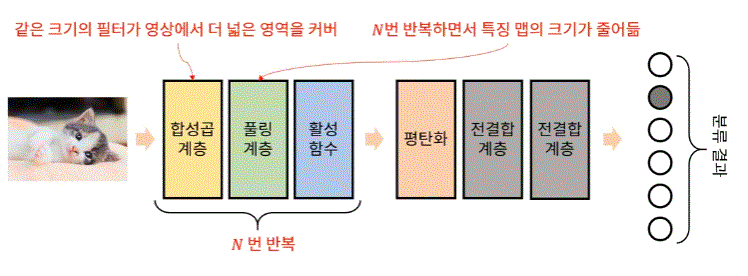 같은 크기의 필터가 영상에서 더 넓은 영역을 커버
N번 반복하면서 특징 맵의 크기가 줄어듦
합성곱
계층
풀링
계층
활성
함수
평탄화
전결합
계층
전결합
계층
분류 결과
N 번 반복